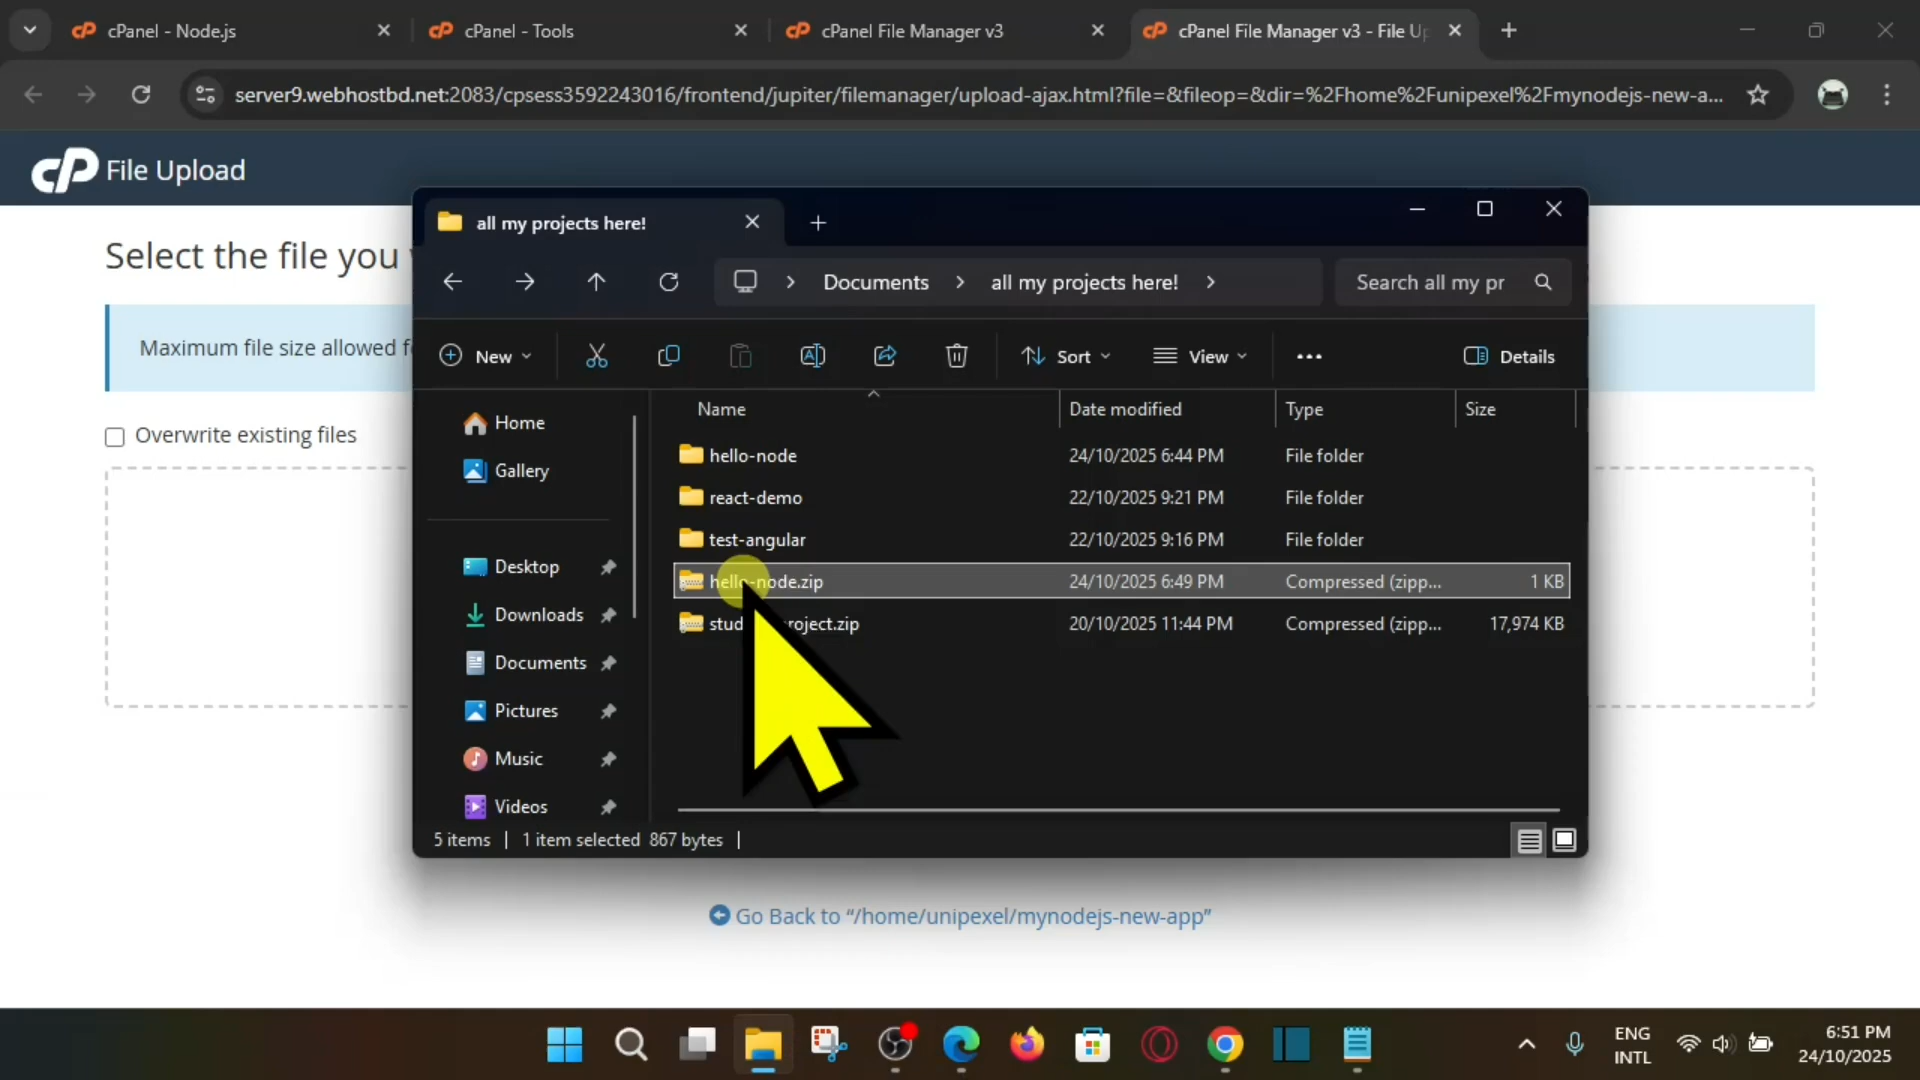 cPanel - Node.js
cPanel - Tools
cPanel File Manager v3
cPanel File Manager v3 - File Up
server9.webhostbd.net:2083/cpsess3592243016/frontend/jupiter/filemanager/upload-ajax.html?file=&fileop=&dir=%2Fhome%2Funipexel%2Fmynodejs-new-a...
cP File Upload
Select the file you
Maximum file size allowed f
Overwrite existing files
all my projects here!
Documents
all my projects here!
Search all my pr
New
Sort
View
Details
Home
Gallery
Desktop
Downloads
Documents
Pictures
Music
Videos
Name Date modified Type Size
hello-node 24/10/2025 6:44 PM File folder
react-demo 22/10/2025 9:21 PM File folder
test-angular 22/10/2025 9:16 PM File folder
hello-node.zip 24/10/2025 6:49 PM Compressed (zipp... 1 KB
20/10/2025 11:44 PM Compressed (zipp... 17,974 KB
5 items 1 item selected 867 bytes
Go Back to “/home/unipexel/mynodejs-new-app”
ENG
INTL
6:51 PM
24/10/2025